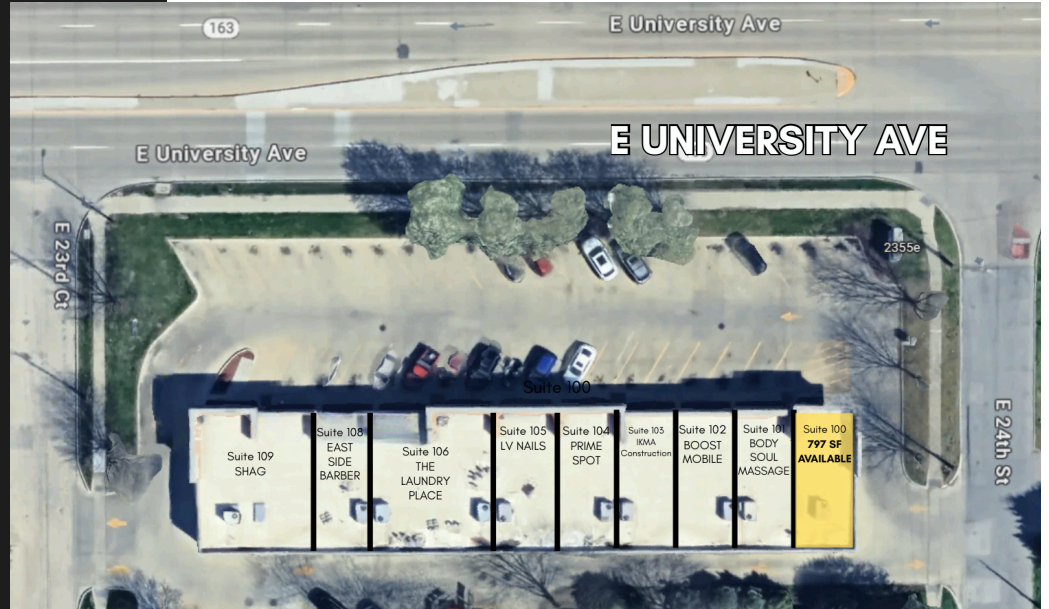 163
E University Ave
E University Ave
E UNIVERSITY AVE
E 23rd Ct
2355e
E 24th St
Suite 100
Suite 109
SHAG
Suite 108
EAST
SIDE
BARBER
Suite 106
THE
LAUNDRY
PLACE
Suite 105
LV NAILS
Suite 104
PRIME
SPOT
Suite 103
IKMA
Construction
Suite 102
BOOST
MOBILE
Suite 101
BODY
SOUL
MASSAGE
Suite 100
797 SF
AVAILABLE